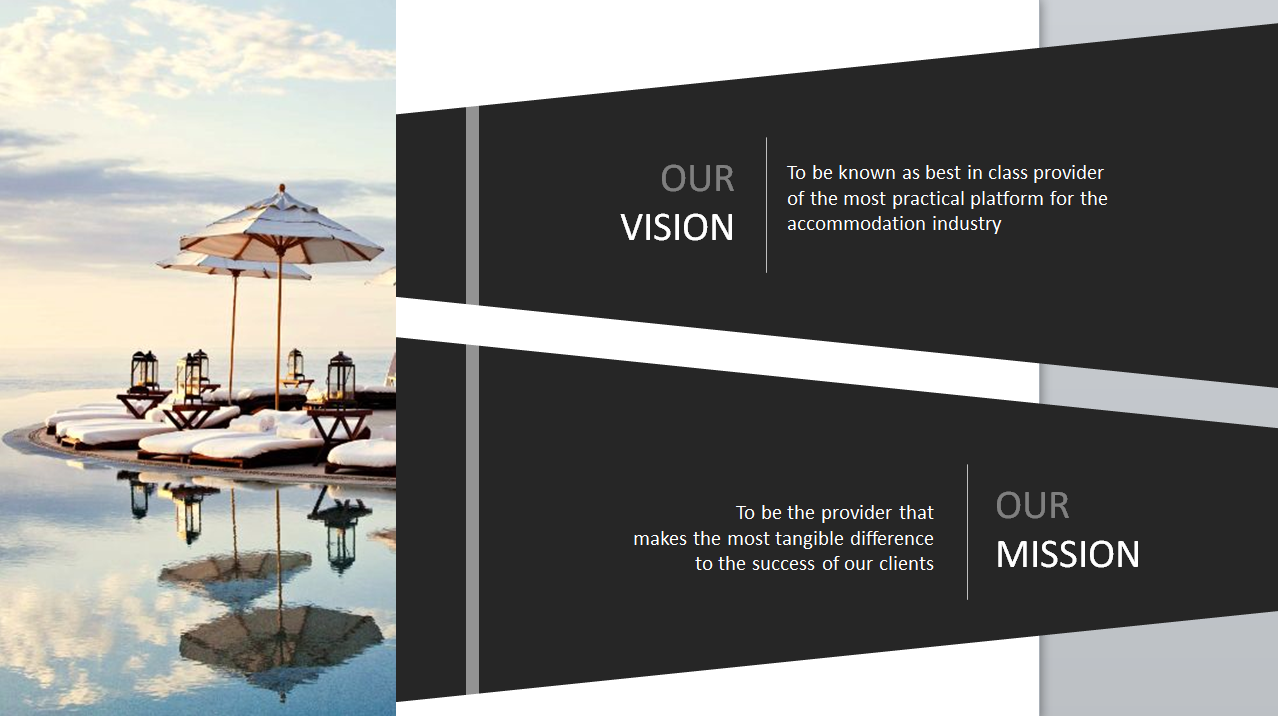 OUR
VISION
To be known as best in class provider
of the most practical platform for the
accommodation industry
To be the provider that
makes the most tangible difference
to the success of our clients
OUR
MISSION